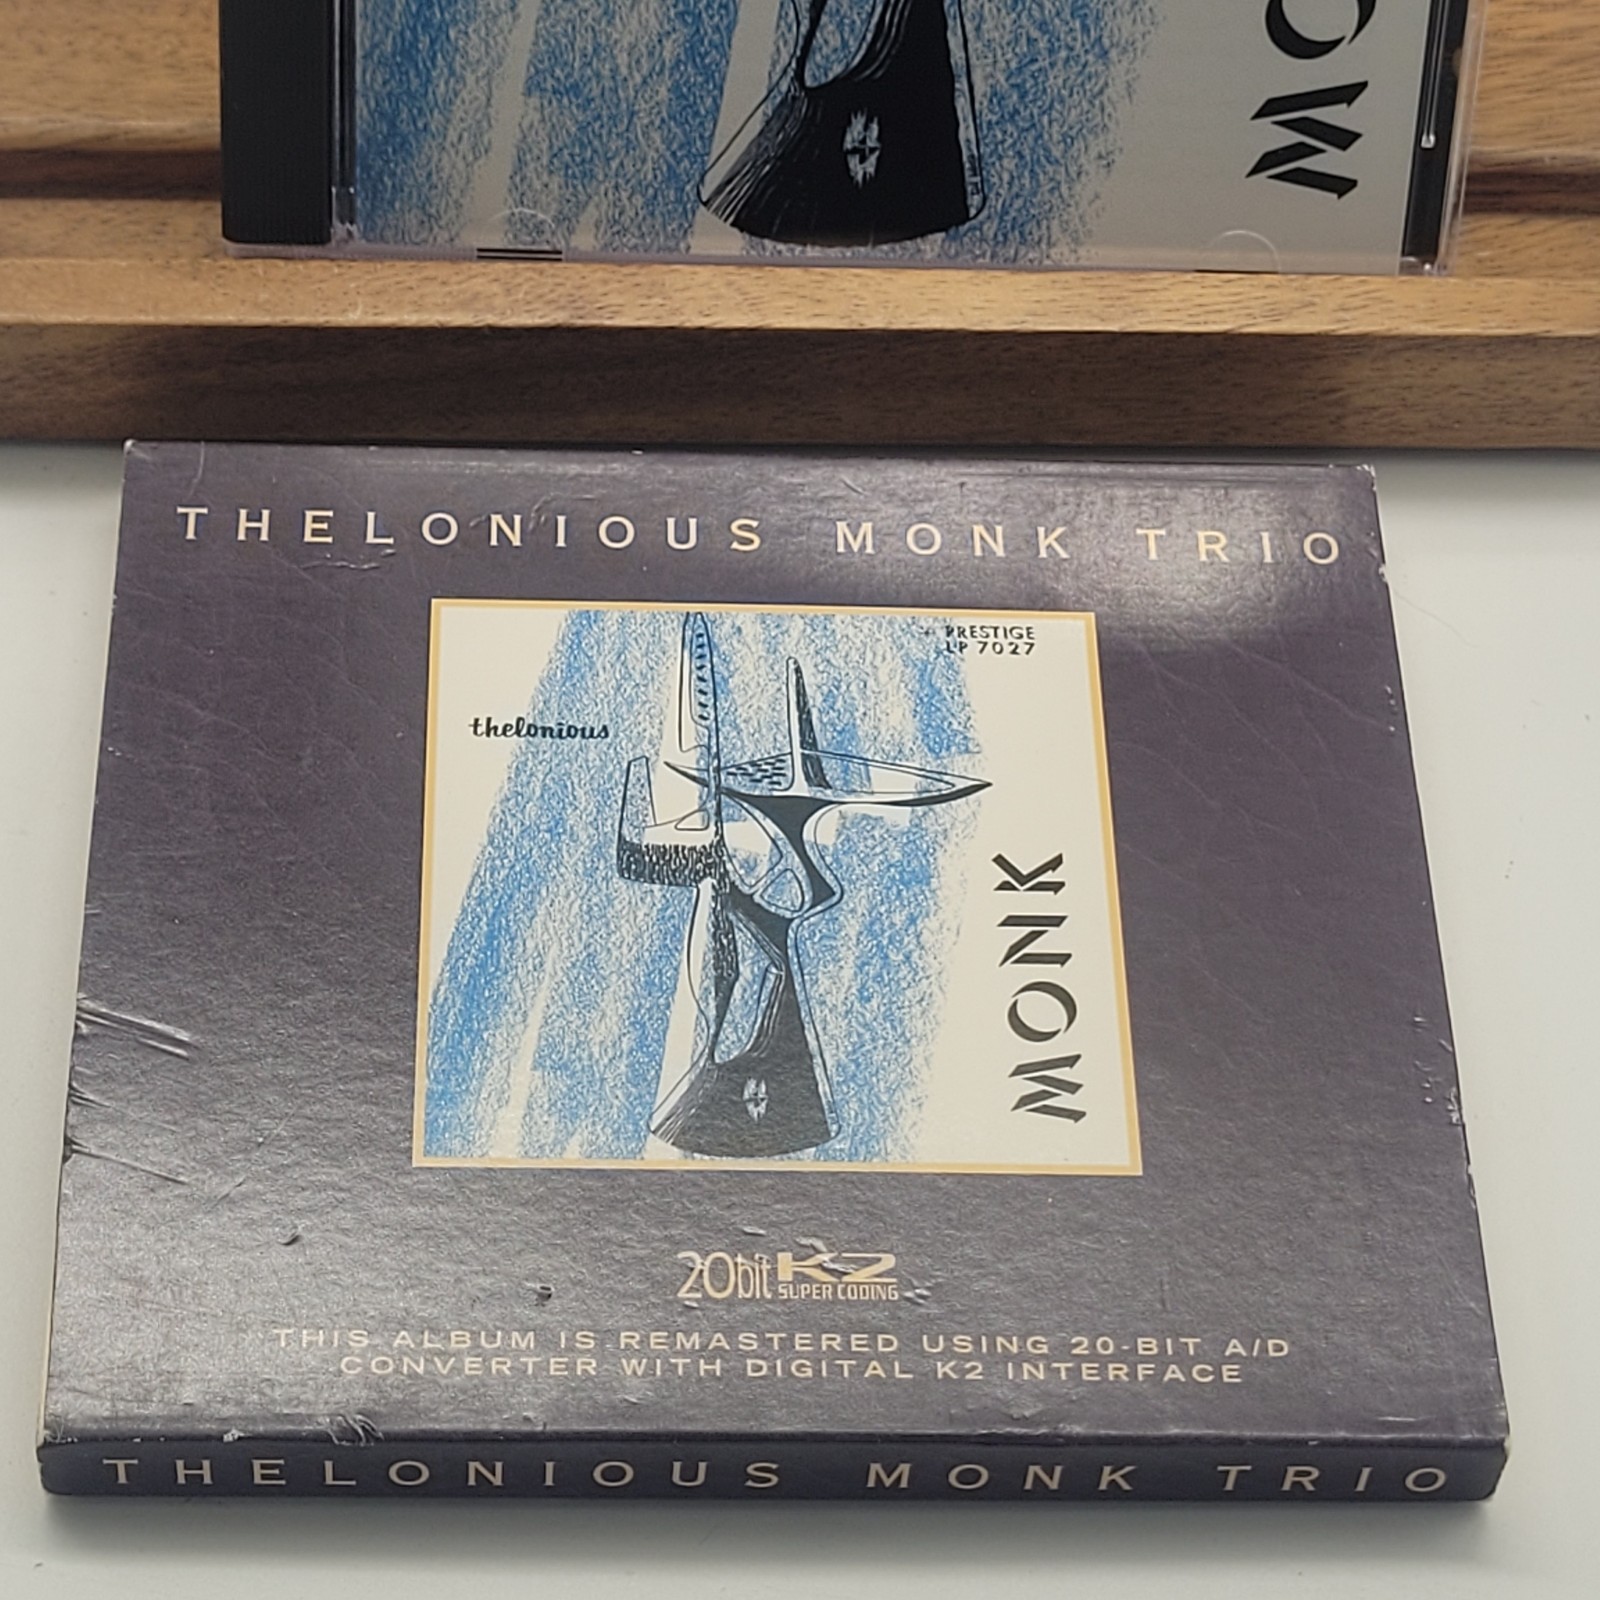 MO
THELONIOUS MONK TRIO
PRESTIGE
LP 7027
thelonious
MONK
20bit K2
SUPER CODING
THIS ALBUM IS REMASTERED USING 20-BIT A/D
CONVERTER WITH DIGITAL K2 INTERFACE
THELONIOUS MONK TRIO